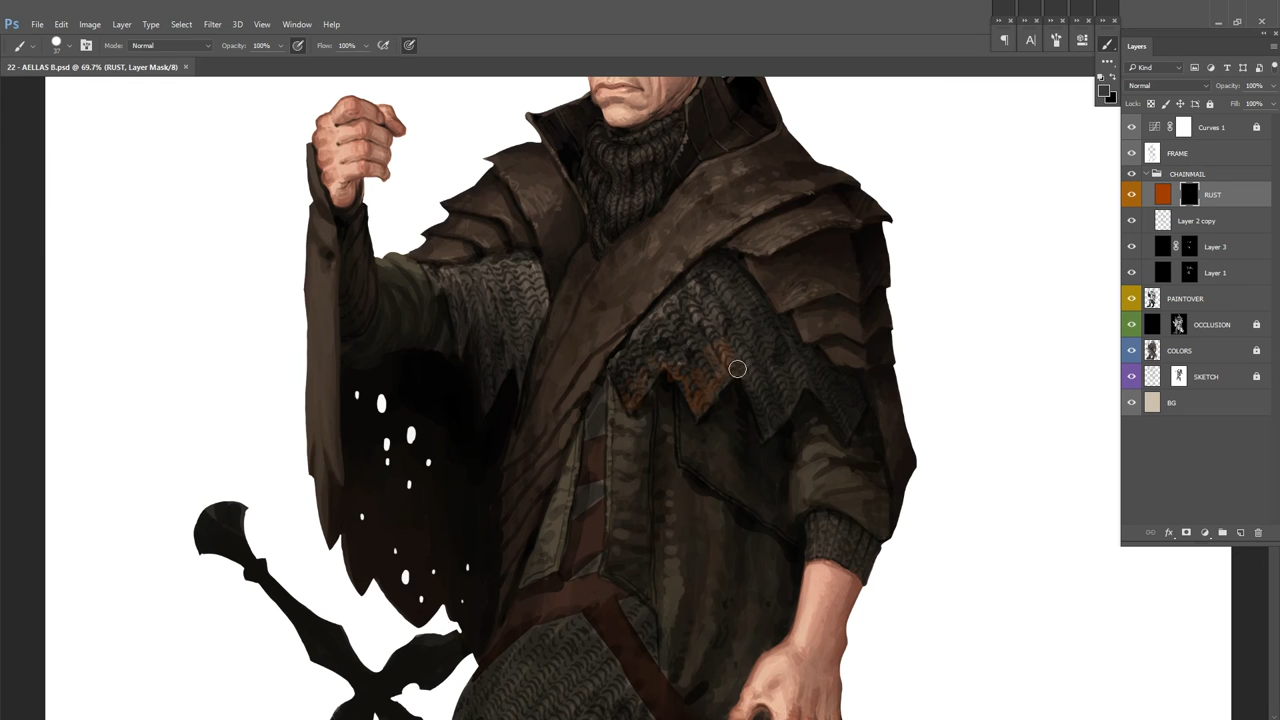 Ps File Edit Image Layer Type Select Filter 3D View Window Help
37 Mode: Normal Opacity: 100% Flow: 100%
22 - AELLAS B.psd @ 69.7% (RUST, Layer Mask/8) ×
Layers
Kind
Normal Opacity: 100%
Lock: Fill: 100%
Curves 1
FRAME
CHAINMAIL
RUST
Layer 2 copy
Layer 3
Layer 1
PAINTOVER
OCCLUSION
COLORS
SKETCH
BG
fx